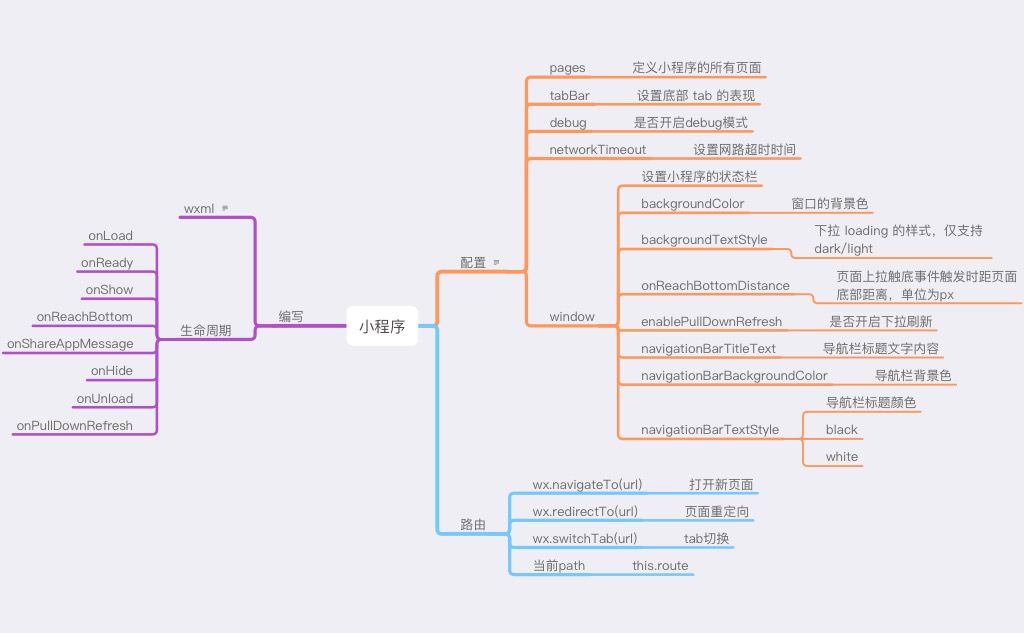 小程序
配置
pages
定义小程序的所有页面
tabBar
设置底部 tab 的表现
debug
是否开启debug模式
networkTimeout
设置网路超时时间
window
设置小程序的状态栏
backgroundColor
窗口的背景色
backgroundTextStyle
下拉 loading 的样式，仅支持
dark/light
onReachBottomDistance
页面上拉触底事件触发时距页面
底部距离，单位为px
enablePullDownRefresh
是否开启下拉刷新
navigationBarTitleText
导航栏标题文字内容
navigationBarBackgroundColor
导航栏背景色
navigationBarTextStyle
导航栏标题颜色
black
white
路由
wx.navigateTo(url)
打开新页面
wx.redirectTo(url)
页面重定向
wx.switchTab(url)
tab切换
当前path
this.route
编写
wxml
生命周期
onLoad
onReady
onShow
onReachBottom
onShareAppMessage
onHide
onUnload
onPullDownRefresh